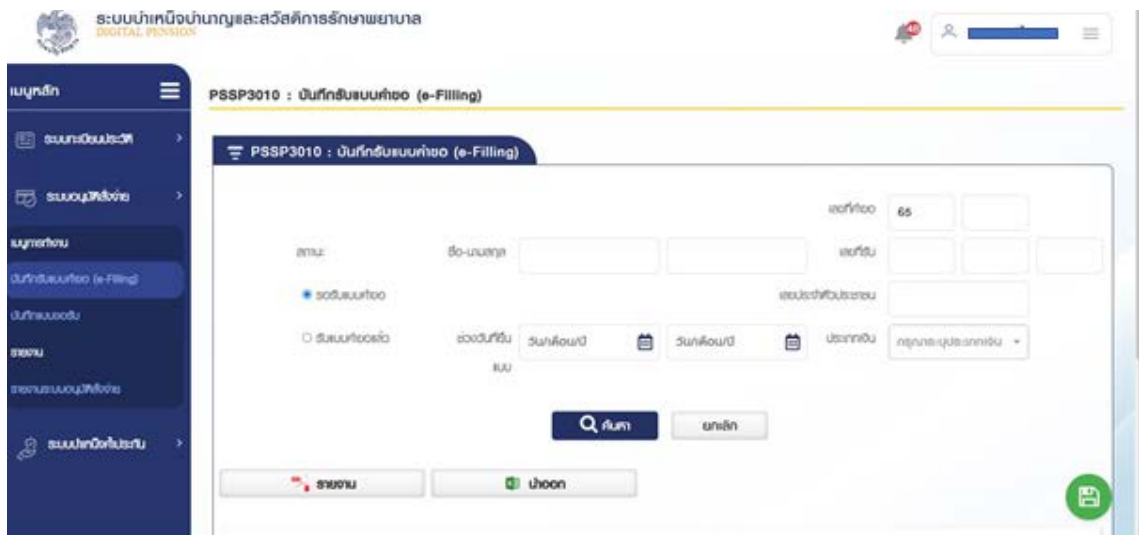 ระบบบำเหน็จบำนาญและสวัสดิการรักษาพยาบาล
DIGITAL PENSION
48
เมนูหลัก
PSSP3010 : บันทึกรับแบบคำขอ (e-Filling)
ระบบทะเบียนประวัติ
PSSP3010 : บันทึกรับแบบคำขอ (e-Filling)
ระบบอนุมัติสั่งจ่าย
เลขที่คำขอ 65
เมนูการทำงาน
สถานะ ชื่อ-นามสกุล เลขที่รับ
บันทึกรับแบบคำขอ (e-Filling)
รอรับแบบคำขอ เลขประจำตัวประชาชน
บันทึกแบบขอรับ
รับแบบคำขอแล้ว ช่วงวันที่ยื่น วัน/เดือน/ปี วัน/เดือน/ปี ประเภทเงิน กรุณาระบุประเภทเงิน
แบบ
รายงาน
รายงานระบบอนุมัติสั่งจ่าย
ค้นหา ยกเลิก
ระบบบำเหน็จค้ำประกัน
รายงาน นำออก